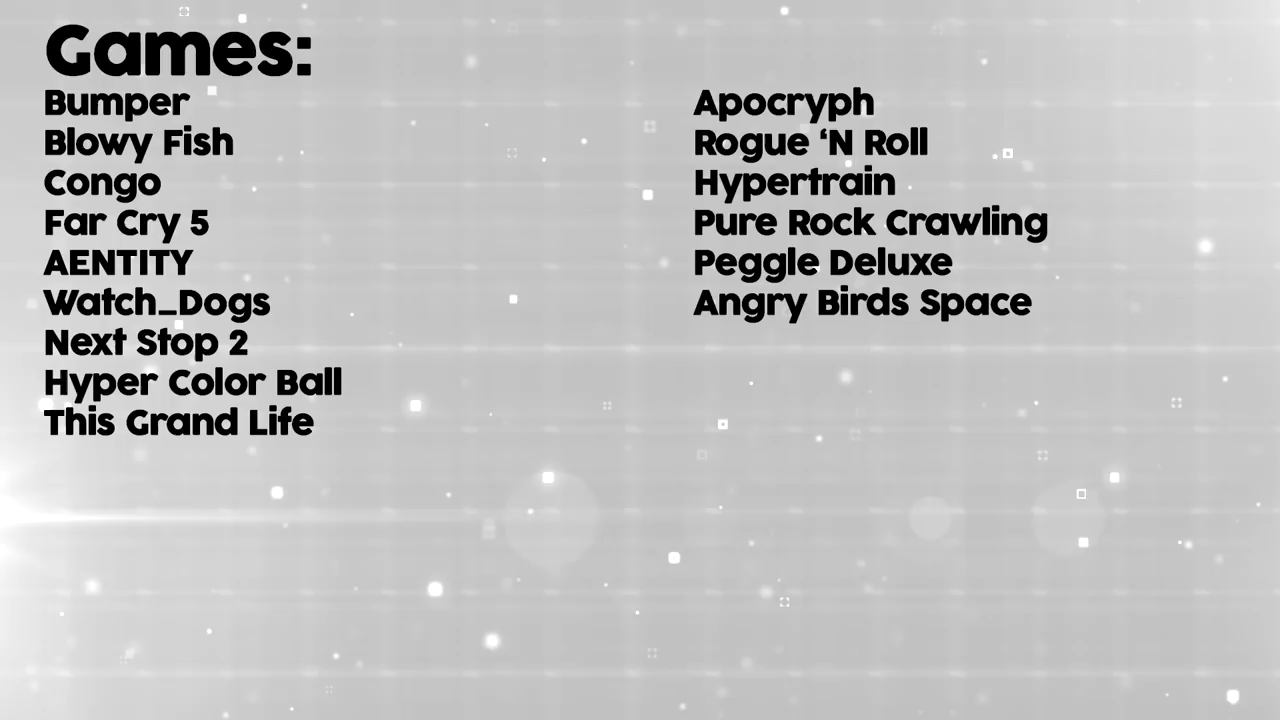 Games:
Bumper
Blowy Fish
Congo
Far Cry 5
AENTITY
Watch_Dogs
Next Stop 2
Hyper Color Ball
This Grand Life
Apocryph
Rogue ‘N Roll
Hypertrain
Pure Rock Crawling
Peggle Deluxe
Angry Birds Space